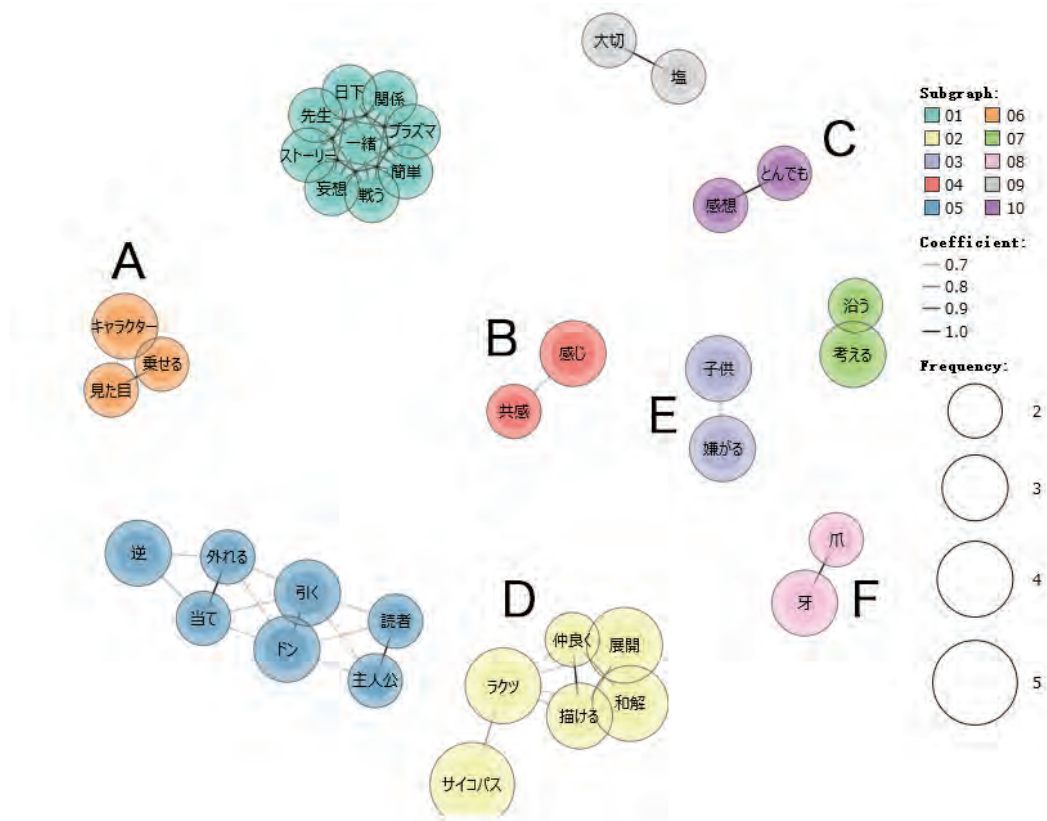 大切
塩
日下
関係
先生
プラズマ
一緒
ストーリー
簡単
妄想
戦う
C
とんでも
感想
A
キャラクター
乗せる
見た目
B
感じ
共感
子供
E
嫌がる
沿う
考える
逆
外れる
引く
当て
読者
ドン
主人公
D
仲良く
展開
ラケツ
描ける
和解
サイコパス
爪
牙
F
Subgraph:
01 06
02 07
03 08
04 09
05 10
Coefficient:
0.7
0.8
0.9
1.0
Frequency:
2
3
4
5